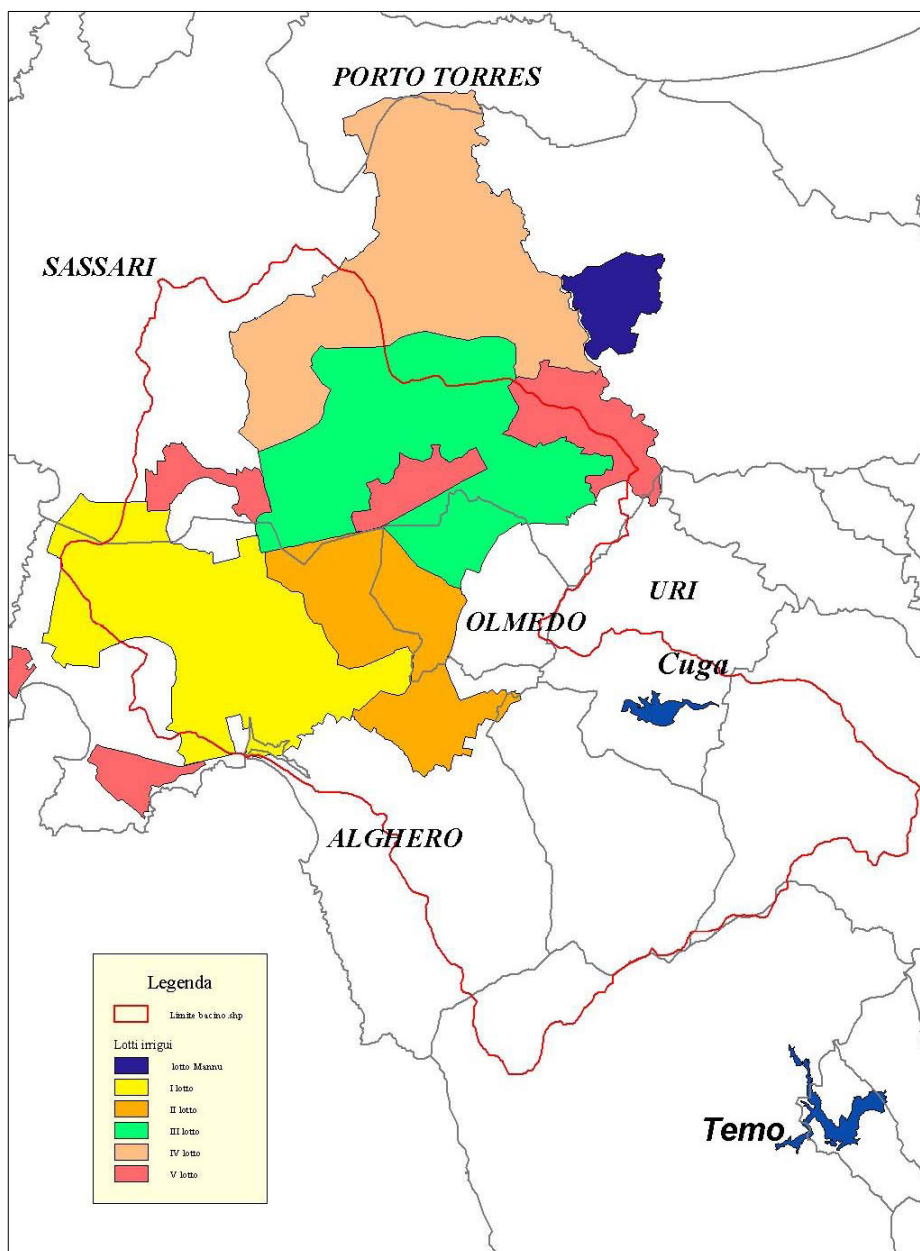 PORTO TORRES
SASSARI
URI
OLMEDO
Cuga
ALGHERO
Legenda
Limite bacino.shp
Lotti irrigui
lotto Mannu
I lotto
II lotto
III lotto
IV lotto
V lotto
Temo